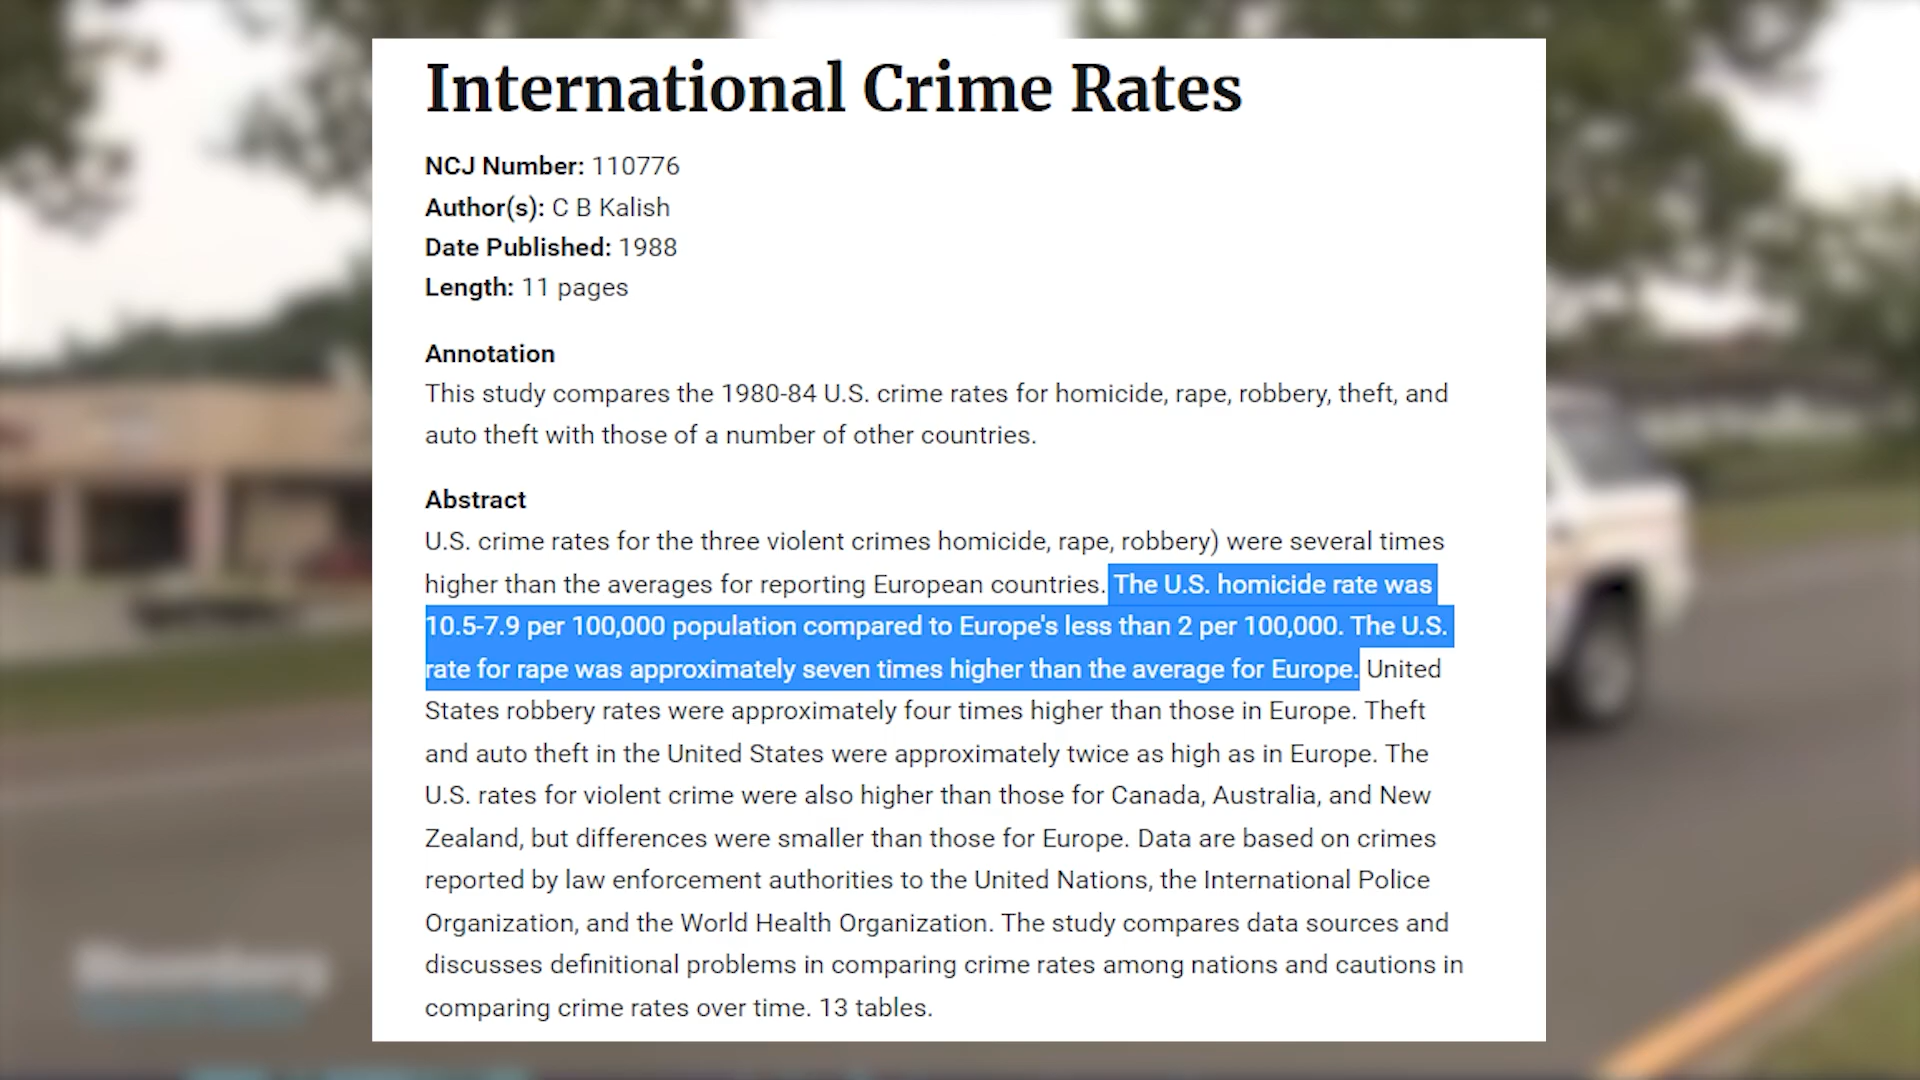 International Crime Rates
NCJ Number: 110776
Author(s): C B Kalish
Date Published: 1988
Length: 11 pages
Annotation
This study compares the 1980-84 U.S. crime rates for homicide, rape, robbery, theft, and
auto theft with those of a number of other countries.
Abstract
U.S. crime rates for the three violent crimes homicide, rape, robbery) were several times
higher than the averages for reporting European countries. The U.S. homicide rate was
10.5-7.9 per 100,000 population compared to Europe's less than 2 per 100,000. The U.S.
rate for rape was approximately seven times higher than the average for Europe. United
States robbery rates were approximately four times higher than those in Europe. Theft
and auto theft in the United States were approximately twice as high as in Europe. The
U.S. rates for violent crime were also higher than those for Canada, Australia, and New
Zealand, but differences were smaller than those for Europe. Data are based on crimes
reported by law enforcement authorities to the United Nations, the International Police
Organization, and the World Health Organization. The study compares data sources and
discusses definitional problems in comparing crime rates among nations and cautions in
comparing crime rates over time. 13 tables.